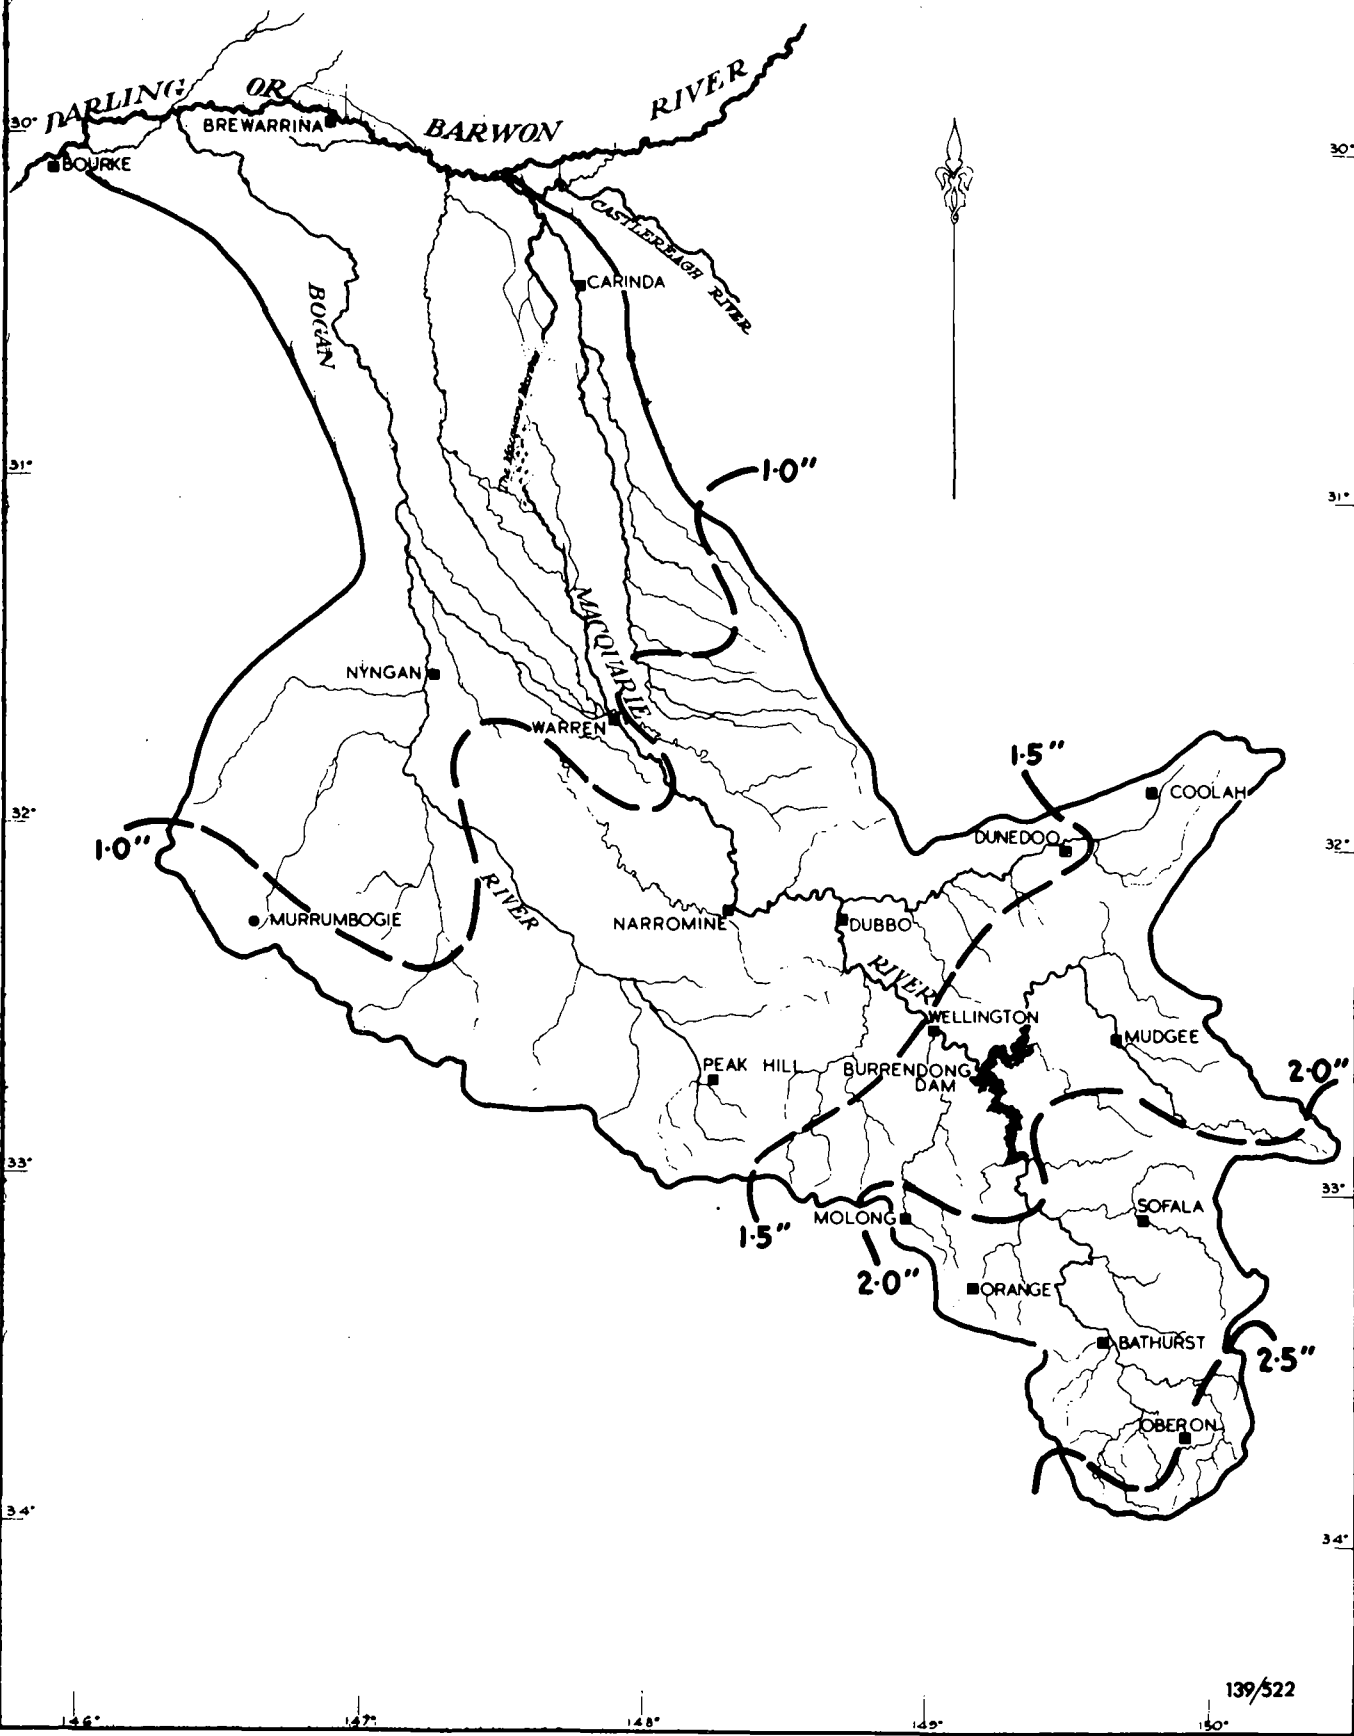 DARLING OR BARWON RIVER
30°
BREWARRINA
BOURKE
30°
CASTLEREAGH RIVER
CARINDA
BOGAN
The Macquarie Marshes
31°
1·0"
31°
MACQUARIE
NYNGAN
WARREN
1·5"
COOLAH
32°
DUNEDOO
32°
1·0"
RIVER
MURRUMBOGIE
NARROMINE
DUBBO
RIVER
WELLINGTON
MUDGEE
PEAK HILL
BURRENDONG
DAM
2·0"
33°
33°
SOFALA
MOLONG
1·5"
2·0"
ORANGE
BATHURST
2·5"
OBERON
34°
34°
139/522
146°
147°
148°
149°
150°